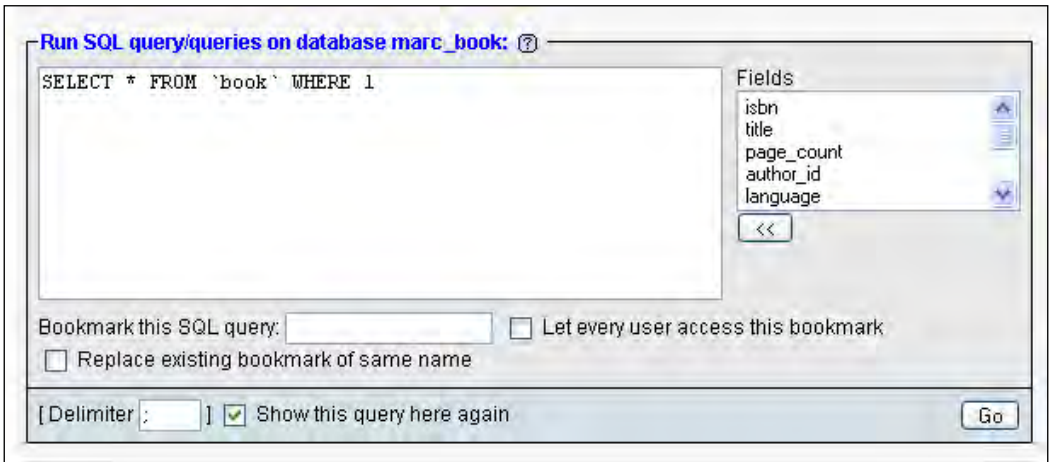 Run SQL query/queries on database marc_book: ?
SELECT * FROM `book` WHERE 1
Fields
isbn
title
page_count
author_id
language
<<
Bookmark this SQL query:
Let every user access this bookmark
Replace existing bookmark of same name
[ Delimiter ; ] Show this query here again
Go